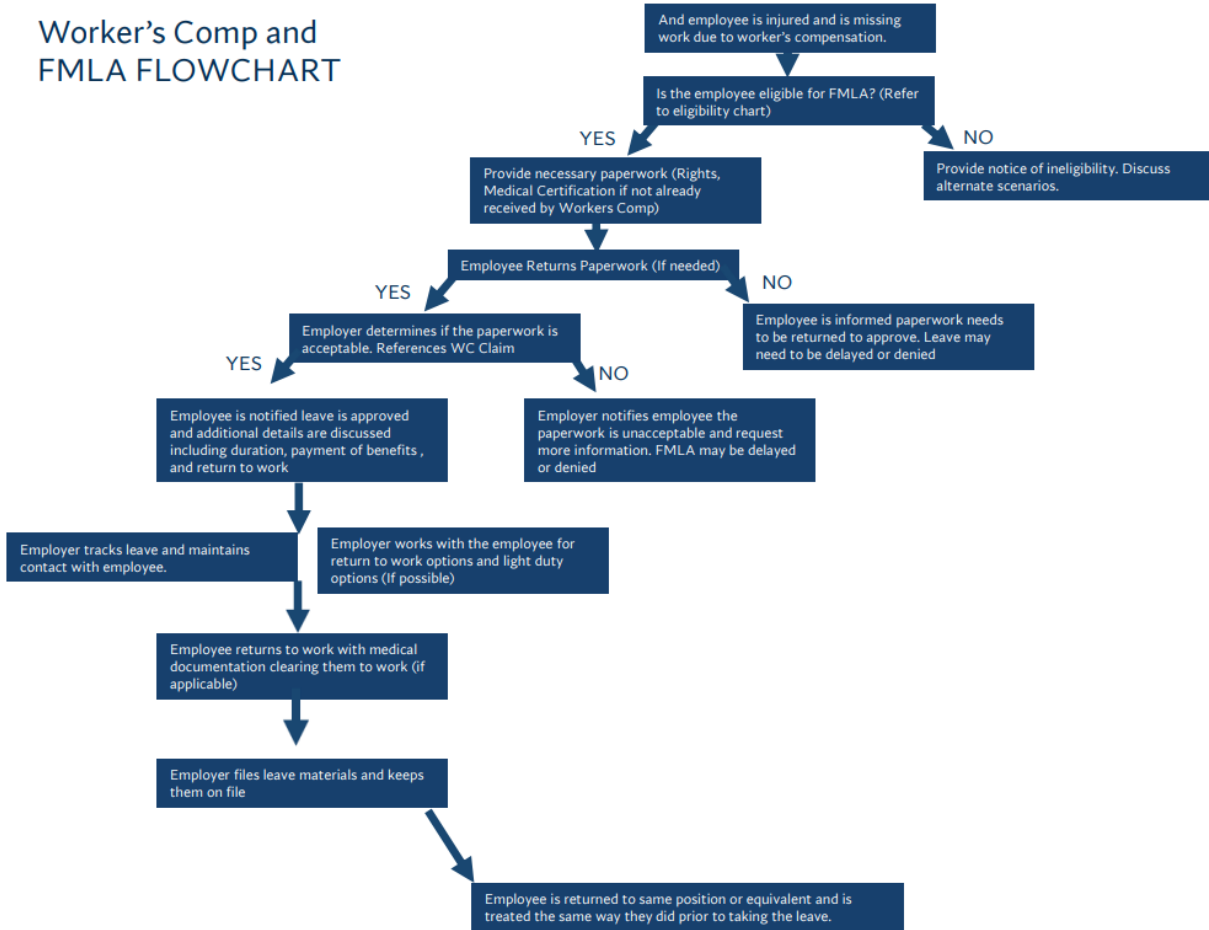 Worker's Comp and
FMLA FLOWCHART
And employee is injured and is missing
work due to worker's compensation.
Is the employee eligible for FMLA? (Refer
to eligibility chart)
YES
NO
Provide necessary paperwork (Rights,
Medical Certification if not already
received by Workers Comp)
Provide notice of ineligibility. Discuss
alternate scenarios.
Employee Returns Paperwork (If needed)
YES
NO
Employer determines if the paperwork is
acceptable. References WC Claim
Employee is informed paperwork needs
to be returned to approve. Leave may
need to be delayed or denied
YES
NO
Employee is notified leave is approved
and additional details are discussed
including duration, payment of benefits ,
and return to work
Employer notifies employee the
paperwork is unacceptable and request
more information. FMLA may be delayed
or denied
Employer tracks leave and maintains
contact with employee.
Employer works with the employee for
return to work options and light duty
options (If possible)
Employee returns to work with medical
documentation clearing them to work (if
applicable)
Employer files leave materials and keeps
them on file
Employee is returned to same position or equivalent and is
treated the same way they did prior to taking the leave.